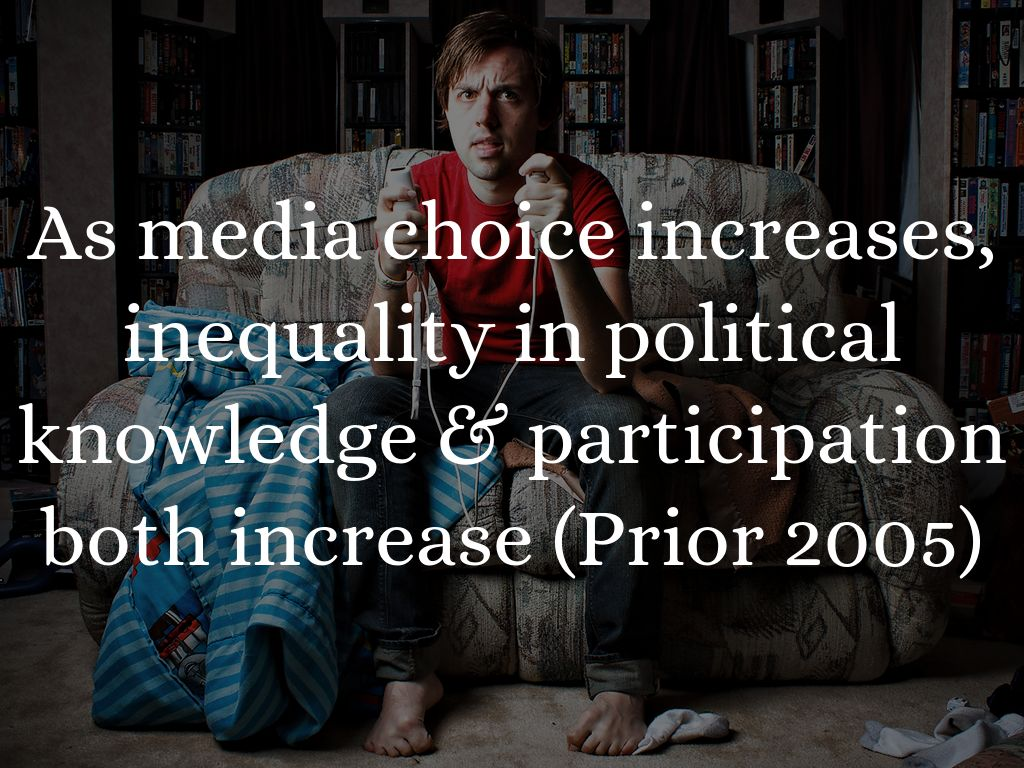 As media choice increases,
inequality in political
knowledge & participation
both increase (Prior 2005)